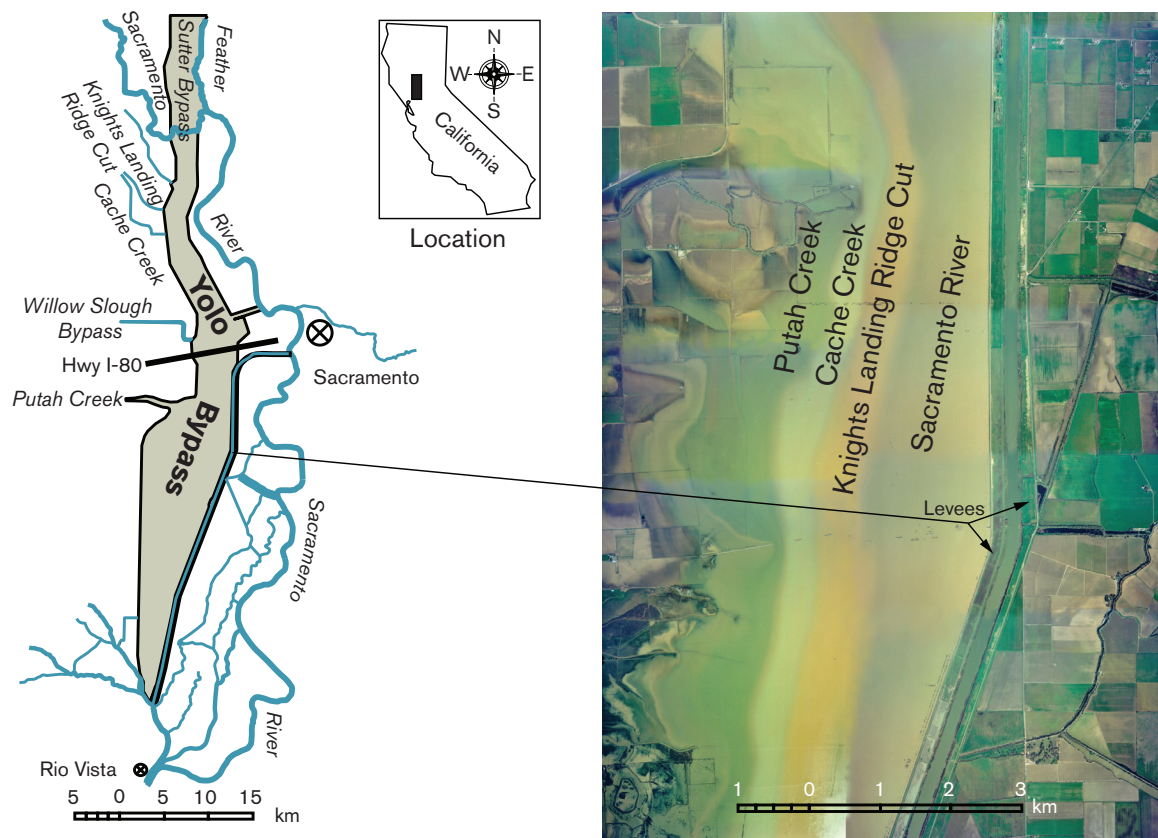 Sacramento
Sutter Bypass
Feather
River
Knights Landing
Ridge Cut
Cache Creek
Willow Slough
Bypass
Hwy I-80
Putah Creek
Yolo
Bypass
Sacramento
Sacramento
River
Rio Vista
5 0 5 10 15
km
N
W E
S
California
Location
Putah Creek
Cache Creek
Knights Landing Ridge Cut
Sacramento River
Levees
1 0 1 2 3
km